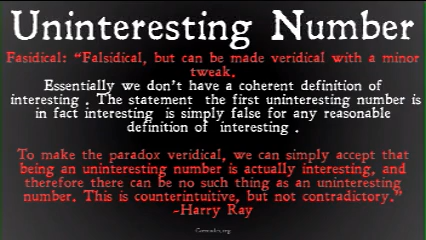 Uninteresting Number
Fasidical: “Falsidical, but can be made veridical with a minor
tweak.
Essentially we don’t have a coherent definition of
interesting . The statement the first uninteresting number is
in fact interesting is simply false for any reasonable
definition of interesting .
To make the paradox veridical, we can simply accept that
being an uninteresting number is actually interesting, and
therefore there can be no such thing as an uninteresting
number. This is counterintuitive, but not contradictory.”
-Harry Ray